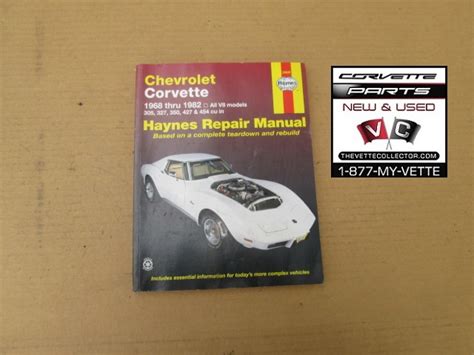 Chevrolet
Corvette
1968 thru 1982 □ All V8 models
305, 327, 350, 427 & 454 cu in
Haynes Repair Manual
Based on a complete teardown and rebuild
Haynes
Includes essential information for today's more complex vehicles
CORVETTE
PARTS
NEW & USED
V C
THEVETTECOLLECTOR.COM
1-877-MY-VETTE